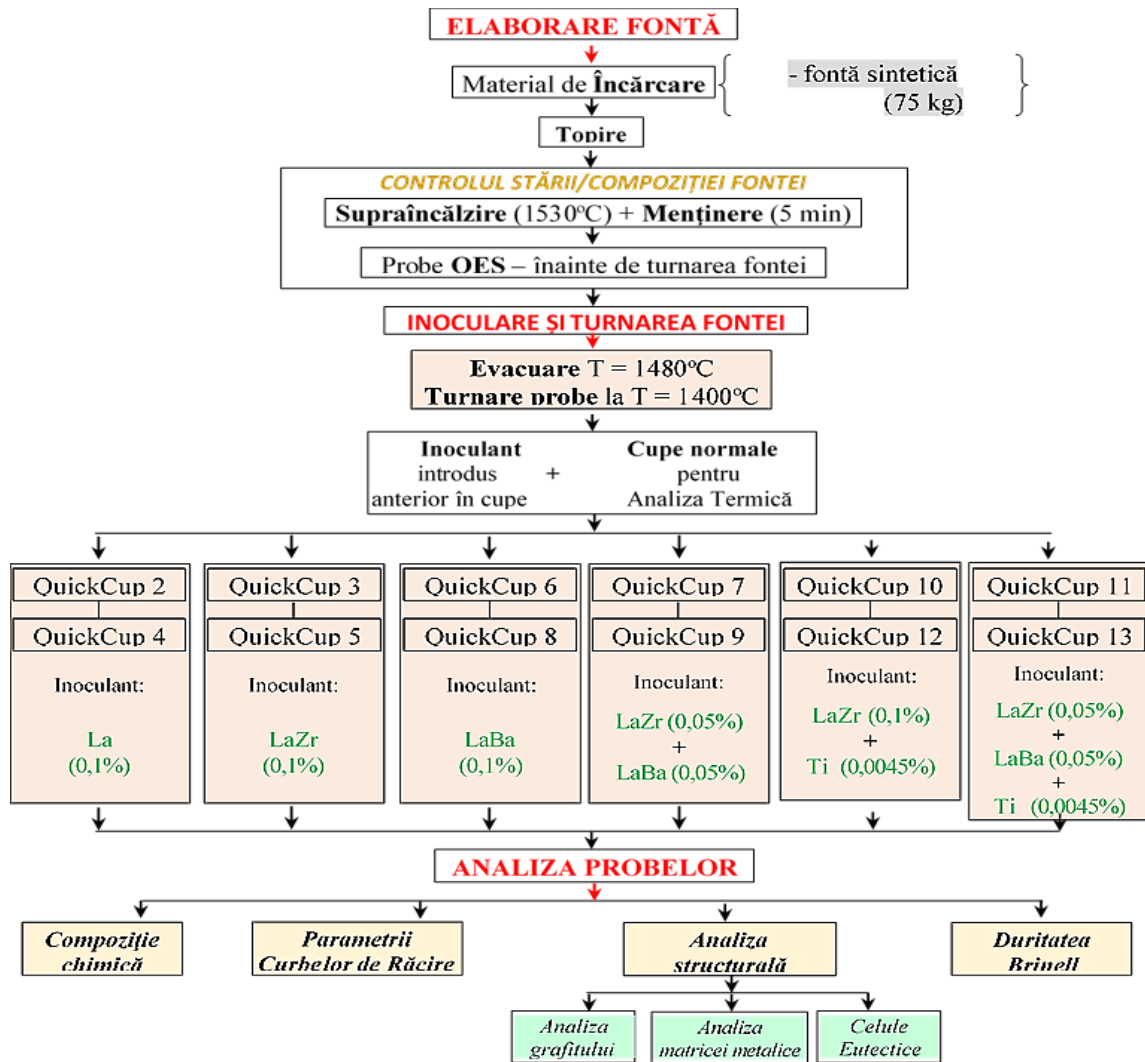 ELABORARE FONTĂ
Material de Încărcare
- fontă sintetică
(75 kg)
Topire
CONTROLUL STĂRII/COMPOZIȚIEI FONTEI
Supraîncălzire (1530°C) + Menținere (5 min)
Probe OES – înainte de turnarea fontei
INOCULARE ȘI TURNAREA FONTEI
Evacuare T = 1480°C
Turnare probe la T = 1400°C
Inoculant
introdus
anterior în cupe
+
Cupe normale
pentru
Analiza Termică
QuickCup 2
QuickCup 4
Inoculant:
La
(0,1%)
QuickCup 3
QuickCup 5
Inoculant:
LaZr
(0,1%)
QuickCup 6
QuickCup 8
Inoculant:
LaBa
(0,1%)
QuickCup 7
QuickCup 9
Inoculant:
LaZr (0,05%)
+
LaBa (0,05%)
QuickCup 10
QuickCup 12
Inoculant:
LaZr (0,1%)
+
Ti (0,0045%)
QuickCup 11
QuickCup 13
Inoculant:
LaZr (0,05%)
+
LaBa (0,05%)
+
Ti (0,0045%)
ANALIZA PROBELOR
Compoziție
chimică
Parametrii
Curbelor de Răcire
Analiza
structurală
Duritatea
Brinell
Analiza
grafitului
Analiza
matricei metalice
Celule
Eutectice